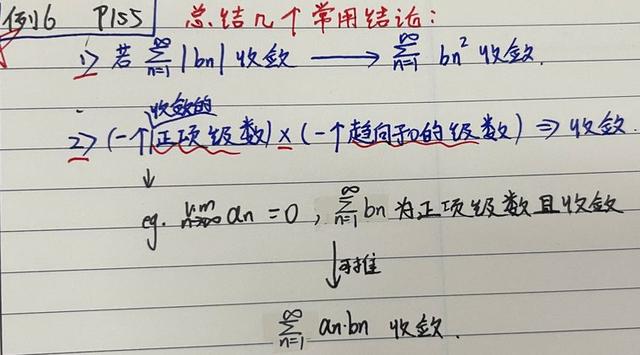 例6 P155 总结几个常用结论:
1> 若 ∑_{n=1}^{∞} |bn| 收敛 ⟶ ∑_{n=1}^{∞} bn² 收敛.
收敛的
2> (一个正项级数) × (一个趋向于0的级数) ⇒ 收敛.
↓
eg. lim_{n→∞} an = 0 , ∑_{n=1}^{∞} bn 为正项级数且收敛
↓可推
∑_{n=1}^{∞} an·bn 收敛.